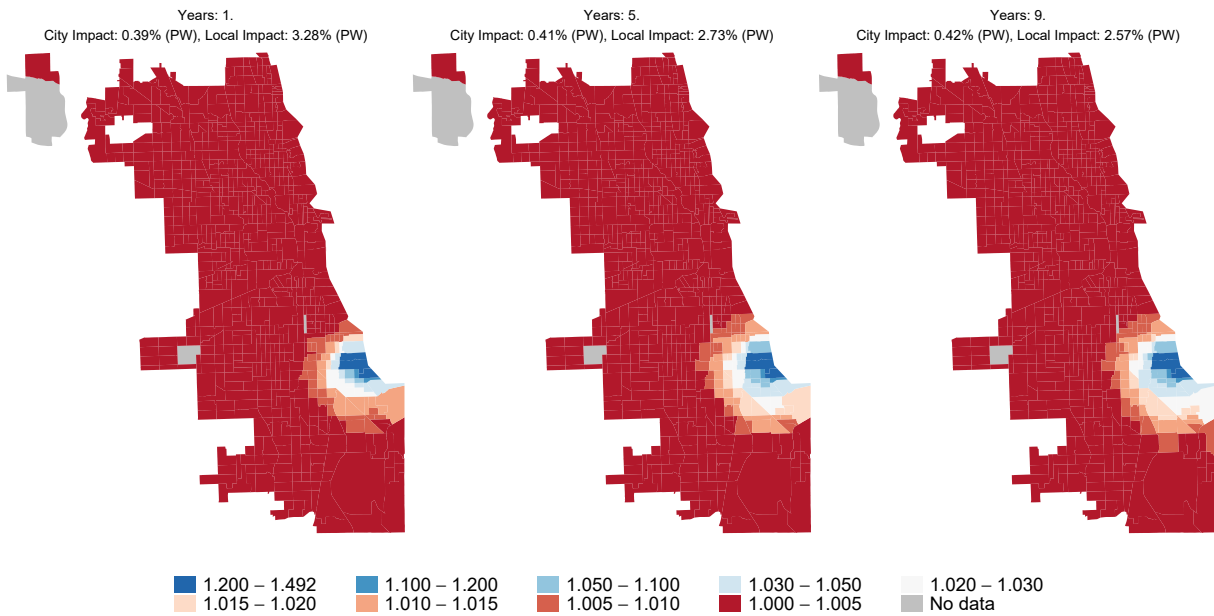 Years: 1.
City Impact: 0.39% (PW), Local Impact: 3.28% (PW)
Years: 5.
City Impact: 0.41% (PW), Local Impact: 2.73% (PW)
Years: 9.
City Impact: 0.42% (PW), Local Impact: 2.57% (PW)
1.200 – 1.492
1.100 – 1.200
1.050 – 1.100
1.030 – 1.050
1.020 – 1.030
1.015 – 1.020
1.010 – 1.015
1.005 – 1.010
1.000 – 1.005
No data